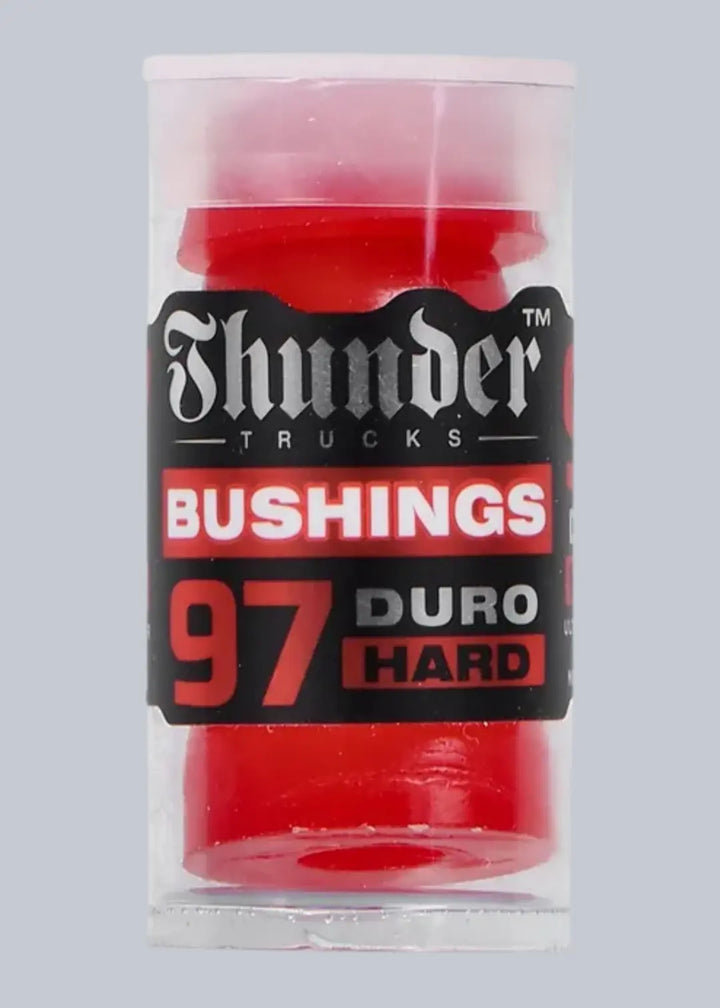 Thunder™
TRUCKS
BUSHINGS
97 DURO
HARD